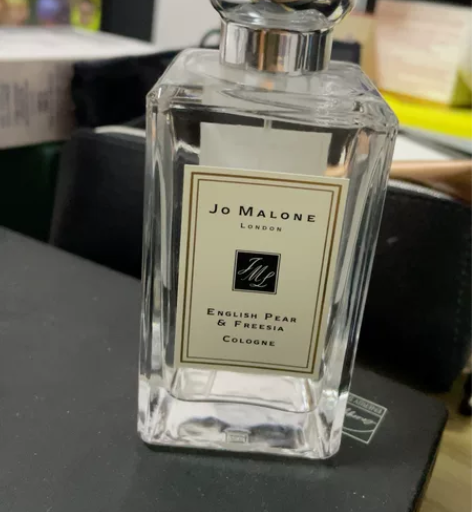 Jo Malone
London
JML
English Pear
& Freesia
Cologne